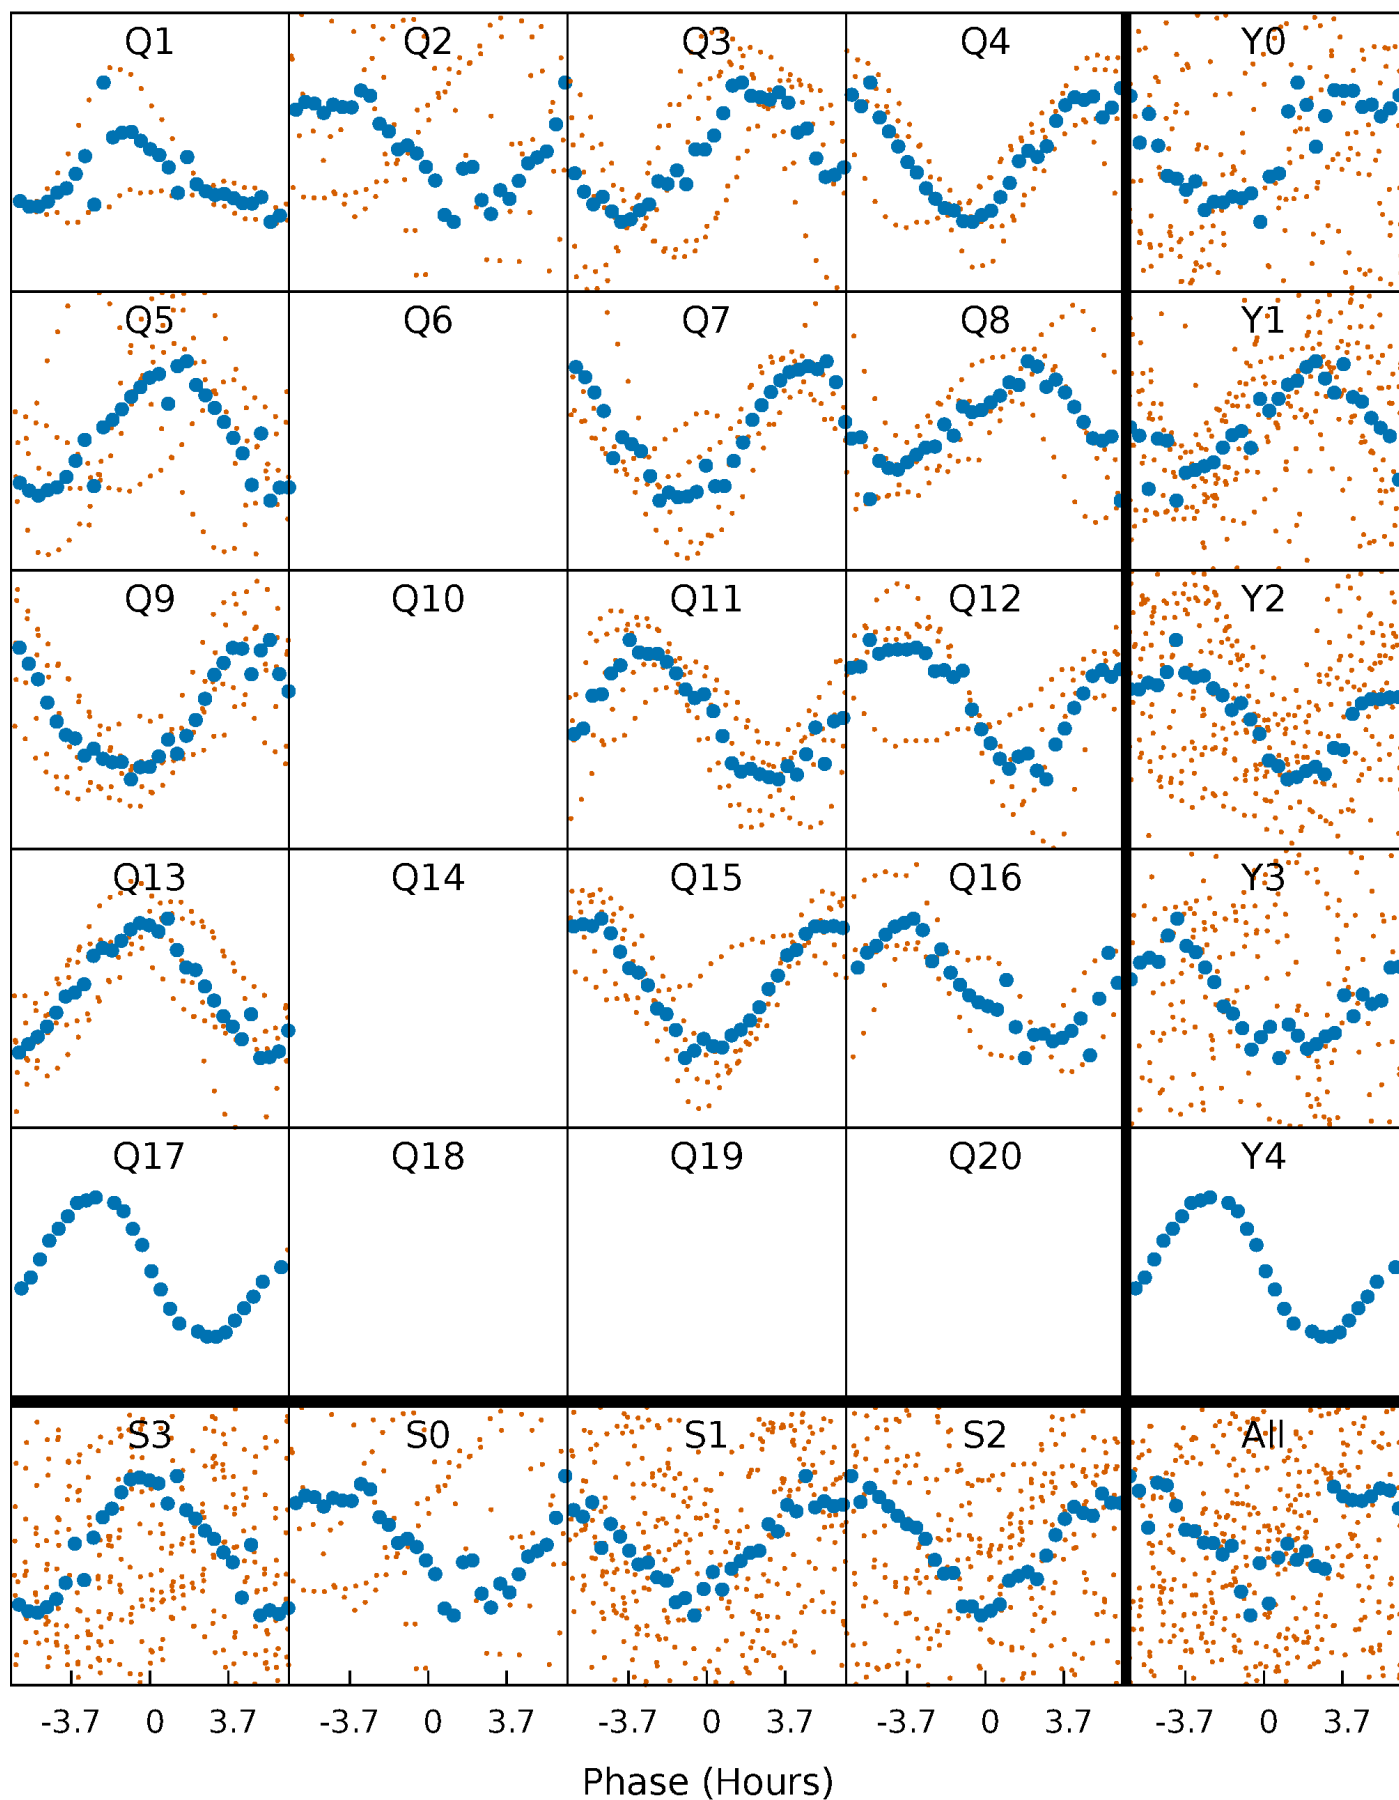 Q1 Q2 Q3 Q4 Y0
Q5 Q6 Q7 Q8 Y1
Q9 Q10 Q11 Q12 Y2
Q13 Q14 Q15 Q16 Y3
Q17 Q18 Q19 Q20 Y4
S3 S0 S1 S2 All
-3.7 0 3.7 -3.7 0 3.7 -3.7 0 3.7 -3.7 0 3.7 -3.7 0 3.7
Phase (Hours)